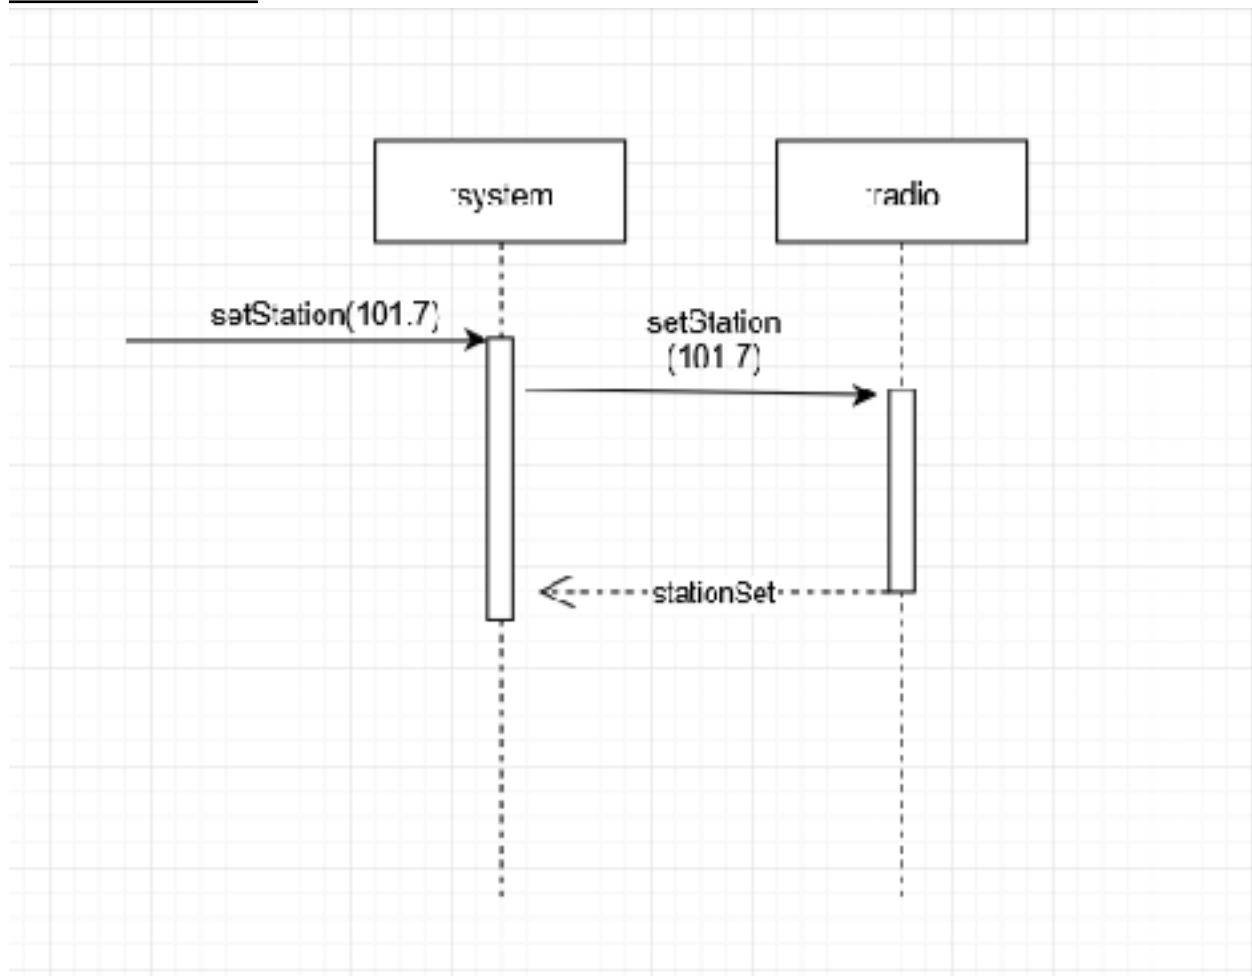 :system
:radio
setStation(101.7)
setStation
(101.7)
stationSet